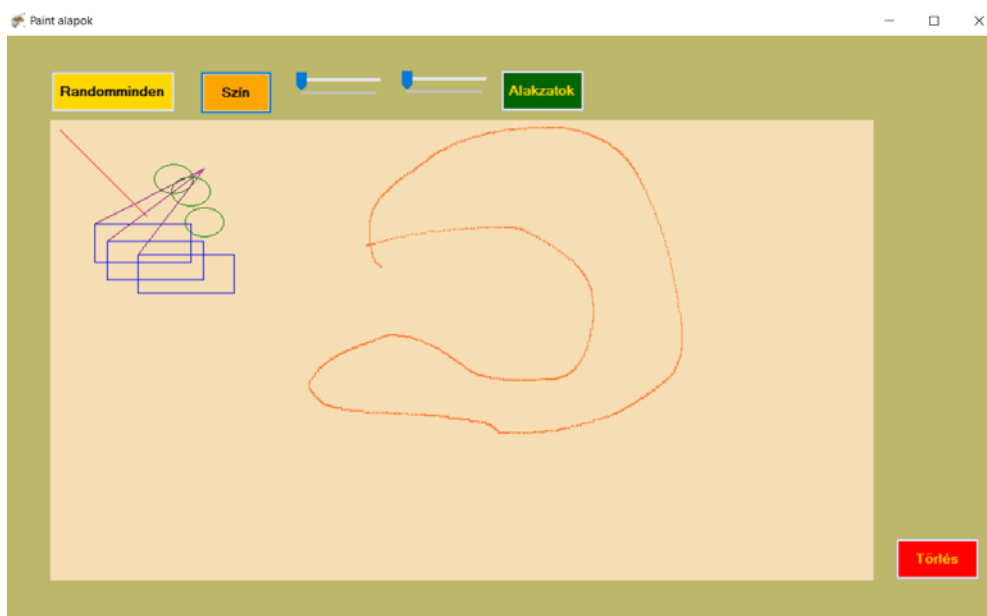 Paint alapok
Randomminden
Szín
Alakzatok
Törlés